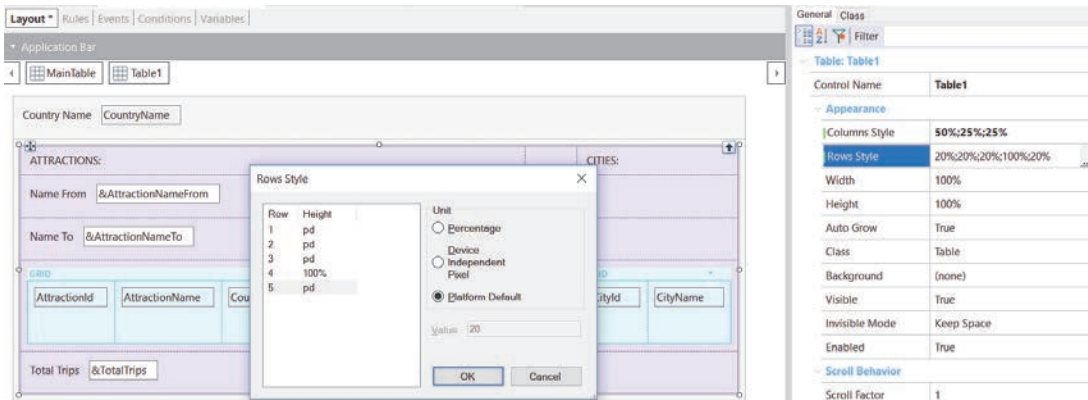 Layout * Rules Events Conditions Variables
Application Bar
MainTable Table1
Country Name CountryName
ATTRACTIONS: CITIES:
Name From &AttractionNameFrom
Name To &AttractionNameTo
GRID
AttractionId AttractionName Cou CityId CityName
Total Trips &TotalTrips
Rows Style
Row Height
1 pd
2 pd
3 pd
4 100%
5 pd
Unit
Percentage
Device
Independent
Pixel
Platform Default
Value 20
OK Cancel
General Class
Filter
Table: Table1
Control Name Table1
Appearance
Columns Style 50%;25%;25%
Rows Style 20%;20%;20%;100%;20% ...
Width 100%
Height 100%
Auto Grow True
Class Table
Background (none)
Visible True
Invisible Mode Keep Space
Enabled True
Scroll Behavior
Scroll Factor 1